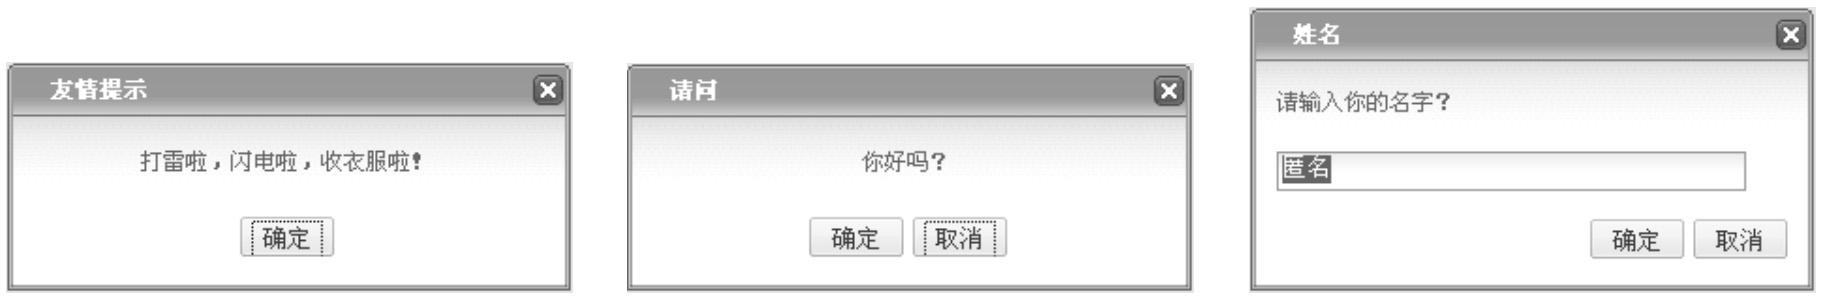 友情提示
打雷啦，闪电啦，收衣服啦！
确定
请问
你好吗？
确定 取消
姓名
请输入你的名字？
匿名
确定 取消